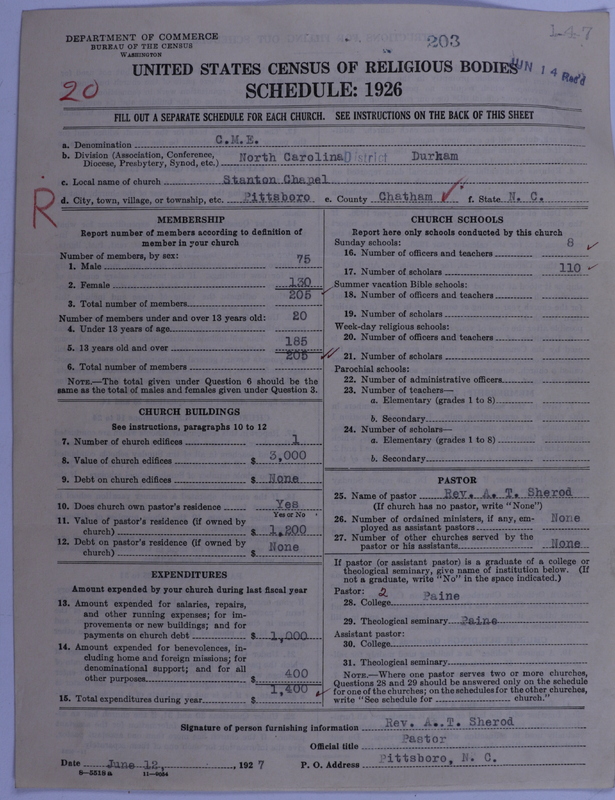 DEPARTMENT OF COMMERCE
BUREAU OF THE CENSUS
WASHINGTON
203
147
JUN 14 Rec'd
20
UNITED STATES CENSUS OF RELIGIOUS BODIES
SCHEDULE: 1926
FILL OUT A SEPARATE SCHEDULE FOR EACH CHURCH. SEE INSTRUCTIONS ON THE BACK OF THIS SHEET
a. Denomination C.M.E.
b. Division (Association, Conference, Diocese, Presbytery, Synod, etc.) North Carolina District Durham
c. Local name of church Stanton Chapel
R
d. City, town, village, or township, etc. Pittsboro e. County Chatham f. State N. C.
MEMBERSHIP
Report number of members according to definition of
member in your church
Number of members, by sex:
1. Male 75
2. Female 130
3. Total number of members 205
Number of members under and over 13 years old:
4. Under 13 years of age 20
5. 13 years old and over 185
6. Total number of members 205
NOTE.—The total given under Question 6 should be the
same as the total of males and females given under Question 3.
CHURCH BUILDINGS
See instructions, paragraphs 10 to 12
7. Number of church edifices 1
8. Value of church edifices $ 3,000
9. Debt on church edifices $ None
10. Does church own pastor's residence Yes
Yes or No
11. Value of pastor's residence (if owned by
church) $ 1,200
12. Debt on pastor's residence (if owned by
church) $ None
EXPENDITURES
Amount expended by your church during last fiscal year
13. Amount expended for salaries, repairs,
and other running expenses; for im-
provements or new buildings; and for
payments on church debt $ 1,000
14. Amount expended for benevolences, in-
cluding home and foreign missions; for
denominational support; and for all
other purposes $ 400
15. Total expenditures during year $ 1,400
CHURCH SCHOOLS
Report here only schools conducted by this church
Sunday schools:
16. Number of officers and teachers 8
17. Number of scholars 110
Summer vacation Bible schools:
18. Number of officers and teachers
19. Number of scholars
Week-day religious schools:
20. Number of officers and teachers
21. Number of scholars
Parochial schools:
22. Number of administrative officers
23. Number of teachers—
a. Elementary (grades 1 to 8)
b. Secondary
24. Number of scholars—
a. Elementary (grades 1 to 8)
b. Secondary
PASTOR
25. Name of pastor Rev. A. T. Sherod
(If church has no pastor, write "None")
26. Number of ordained ministers, if any, em-
ployed as assistant pastors None
27. Number of other churches served by the
pastor or his assistants None
If pastor (or assistant pastor) is a graduate of a college or
theological seminary, give name of institution below. (If
not a graduate, write "No" in the space indicated.)
Pastor: 2
28. College Paine
29. Theological seminary Paine
Assistant pastor:
30. College
31. Theological seminary
NOTE.—Where one pastor serves two or more churches,
Questions 28 and 29 should be answered only on the schedule
for one of the churches; on the schedules for the other churches,
write "See schedule for church."
Signature of person furnishing information Rev. A. T. Sherod
Official title Pastor
Date June 12, 1927 P. O. Address Pittsboro, N. C.
8—5518a 11—9034